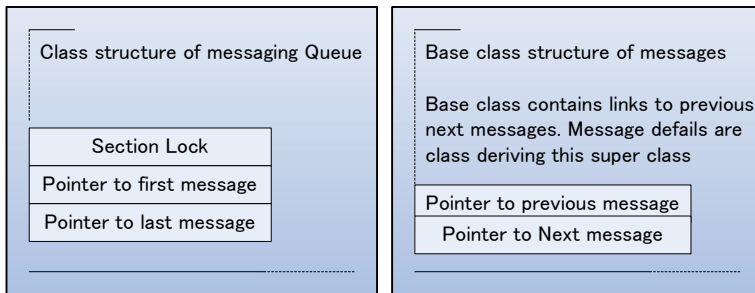 Class structure of messaging Queue
Section Lock
Pointer to first message
Pointer to last message
Base class structure of messages
Base class contains links to previous
next messages. Message defails are
class deriving this super class
Pointer to previous message
Pointer to Next message